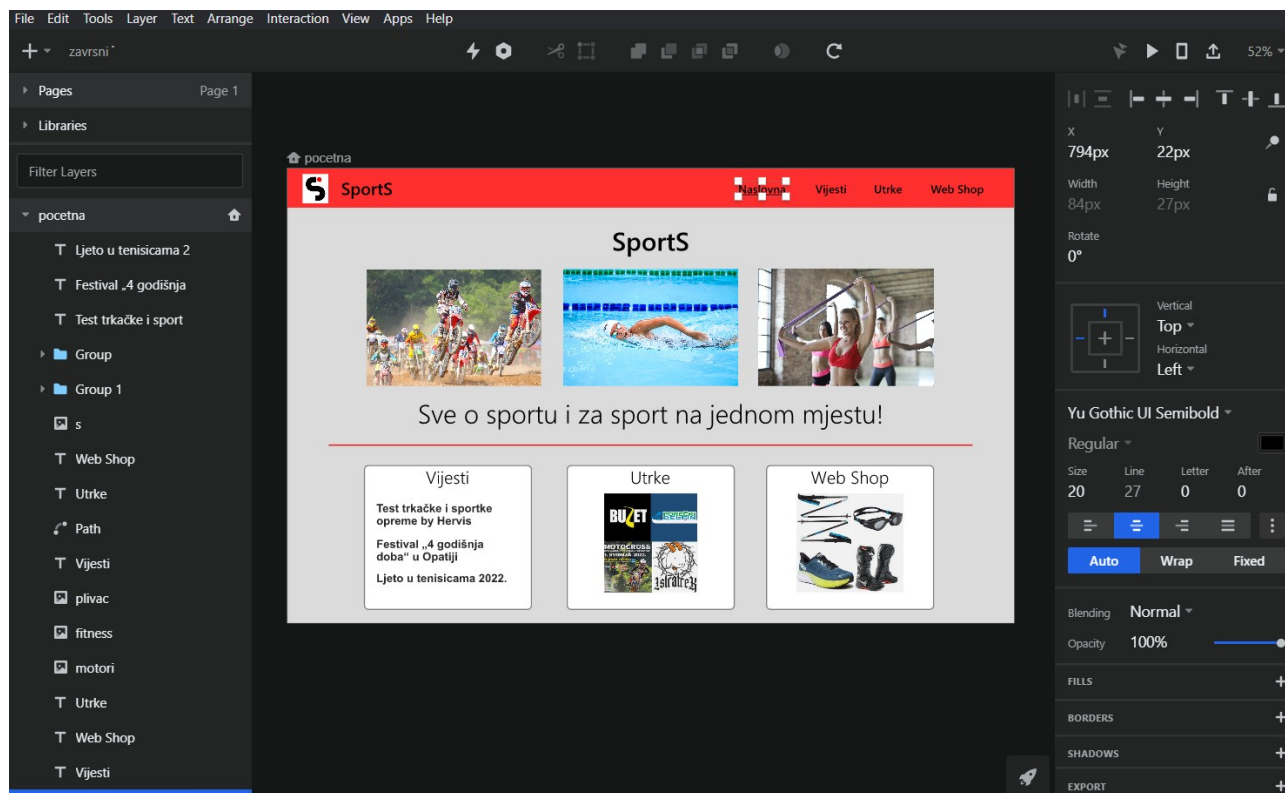 File Edit Tools Layer Text Arrange Interaction View Apps Help
zavrsni*
52%
Pages Page 1
Libraries
Filter Layers
pocetna
Ljeto u tenisicama 2
Festival „4 godišnja
Test trkačke i sport
Group
Group 1
s
Web Shop
Utrke
Path
Vijesti
plivac
fitness
motori
Utrke
Web Shop
Vijesti
pocetna
S SportS
Naslovna Vijesti Utrke Web Shop
SportS
Sve o sportu i za sport na jednom mjestu!
Vijesti
Test trkačke i sportke
opreme by Hervis
Festival „4 godišnja
doba“ u Opatiji
Ljeto u tenisicama 2022.
Utrke
BUZET
MOTOCROSS
Web Shop
X Y
794px 22px
Width Height
84px 27px
Rotate
0°
Vertical
Top
Horizontal
Left
Yu Gothic UI Semibold
Regular
Size Line Letter After
20 27 0 0
Auto Wrap Fixed
Blending Normal
Opacity 100%
FILLS
BORDERS
SHADOWS
EXPORT